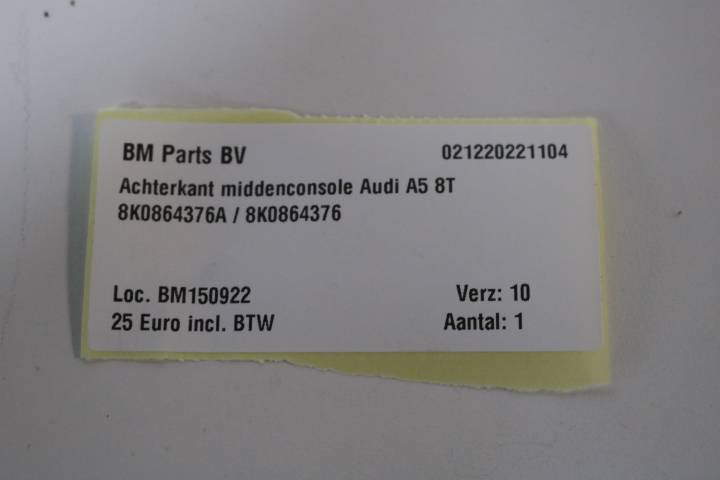 BM Parts BV 021220221104
Achterkant middenconsole Audi A5 8T
8K0864376A / 8K0864376
Loc. BM150922 Verz: 10
25 Euro incl. BTW Aantal: 1